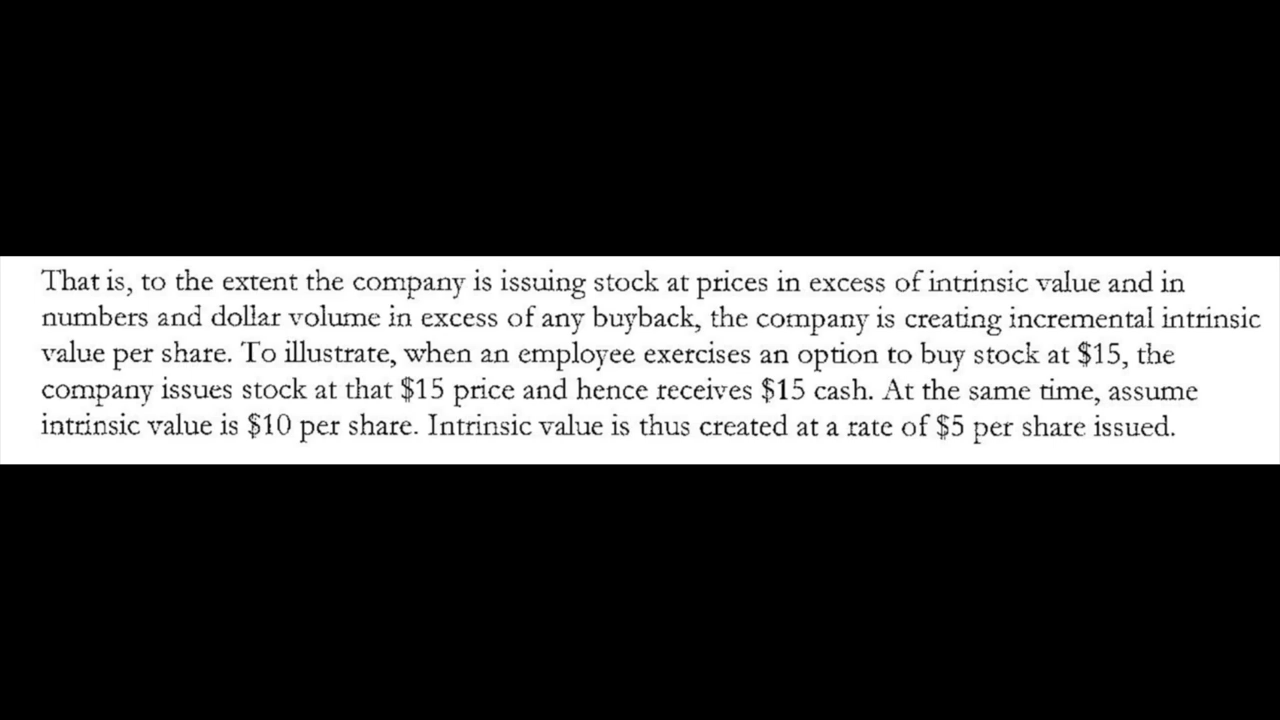 That is, to the extent the company is issuing stock at prices in excess of intrinsic value and in
numbers and dollar volume in excess of any buyback, the company is creating incremental intrinsic
value per share. To illustrate, when an employee exercises an option to buy stock at $15, the
company issues stock at that $15 price and hence receives $15 cash. At the same time, assume
intrinsic value is $10 per share. Intrinsic value is thus created at a rate of $5 per share issued.